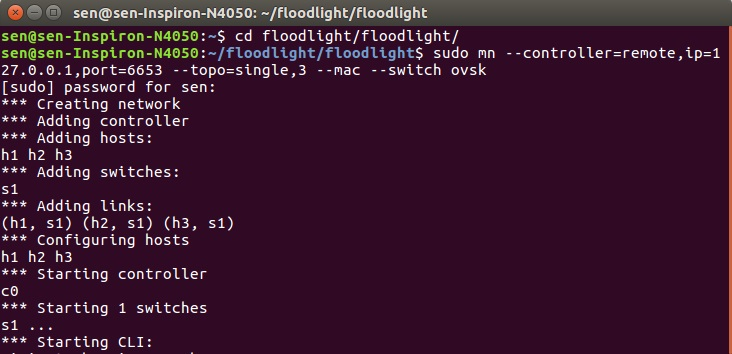 sen@sen-Inspiron-N4050: ~/floodlight/floodlight
sen@sen-Inspiron-N4050:~$ cd floodlight/floodlight/
sen@sen-Inspiron-N4050:~/floodlight/floodlight$ sudo mn --controller=remote,ip=1
27.0.0.1,port=6653 --topo=single,3 --mac --switch ovsk
[sudo] password for sen:
*** Creating network
*** Adding controller
*** Adding hosts:
h1 h2 h3
*** Adding switches:
s1
*** Adding links:
(h1, s1) (h2, s1) (h3, s1)
*** Configuring hosts
h1 h2 h3
*** Starting controller
c0
*** Starting 1 switches
s1 ...
*** Starting CLI: